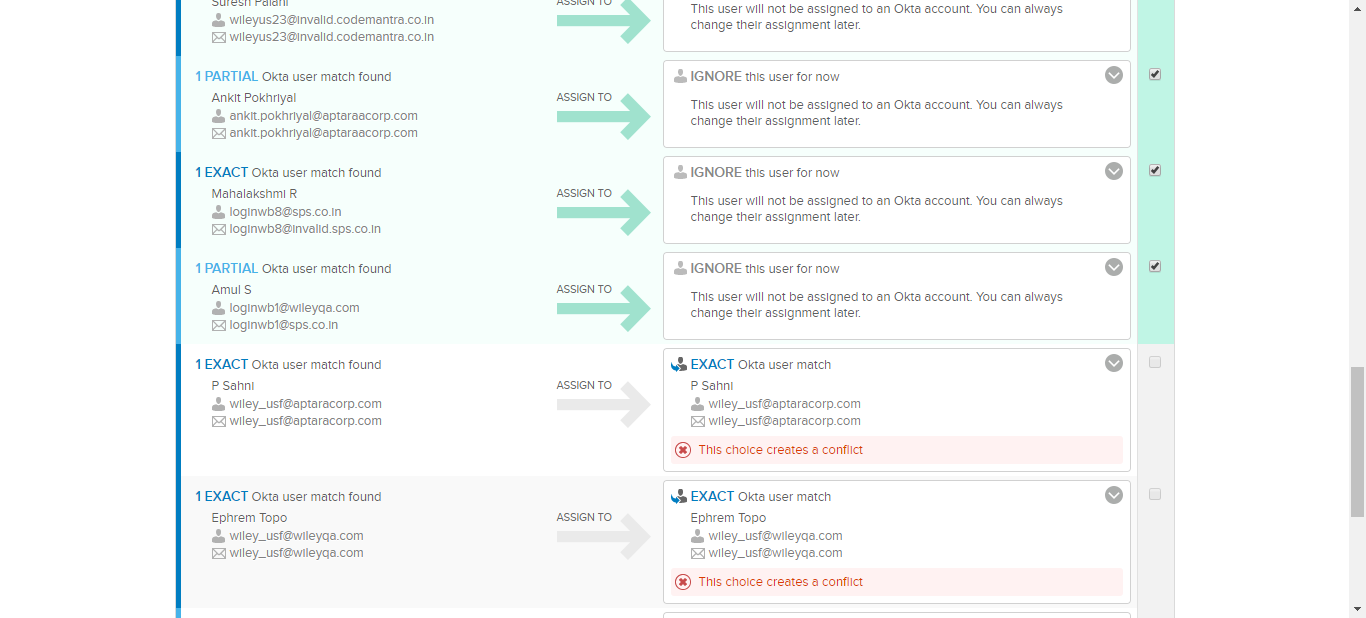 Suresh Palani
wileyus23@invalid.codemantra.co.in
wileyus23@invalid.codemantra.co.in
ASSIGN TO
This user will not be assigned to an Okta account. You can always
change their assignment later.
1 PARTIAL Okta user match found
Ankit Pokhriyal
ankit.pokhriyal@aptaraacorp.com
ankit.pokhriyal@aptaraacorp.com
ASSIGN TO
IGNORE this user for now
This user will not be assigned to an Okta account. You can always
change their assignment later.
1 EXACT Okta user match found
Mahalakshmi R
loginwb8@sps.co.in
loginwb8@invalid.sps.co.in
ASSIGN TO
IGNORE this user for now
This user will not be assigned to an Okta account. You can always
change their assignment later.
1 PARTIAL Okta user match found
Amul S
loginwb1@wileyqa.com
loginwb1@sps.co.in
ASSIGN TO
IGNORE this user for now
This user will not be assigned to an Okta account. You can always
change their assignment later.
1 EXACT Okta user match found
P Sahni
wiley_usf@aptaracorp.com
wiley_usf@aptaracorp.com
ASSIGN TO
EXACT Okta user match
P Sahni
wiley_usf@aptaracorp.com
wiley_usf@aptaracorp.com
This choice creates a conflict
1 EXACT Okta user match found
Ephrem Topo
wiley_usf@wileyqa.com
wiley_usf@wileyqa.com
ASSIGN TO
EXACT Okta user match
Ephrem Topo
wiley_usf@wileyqa.com
wiley_usf@wileyqa.com
This choice creates a conflict